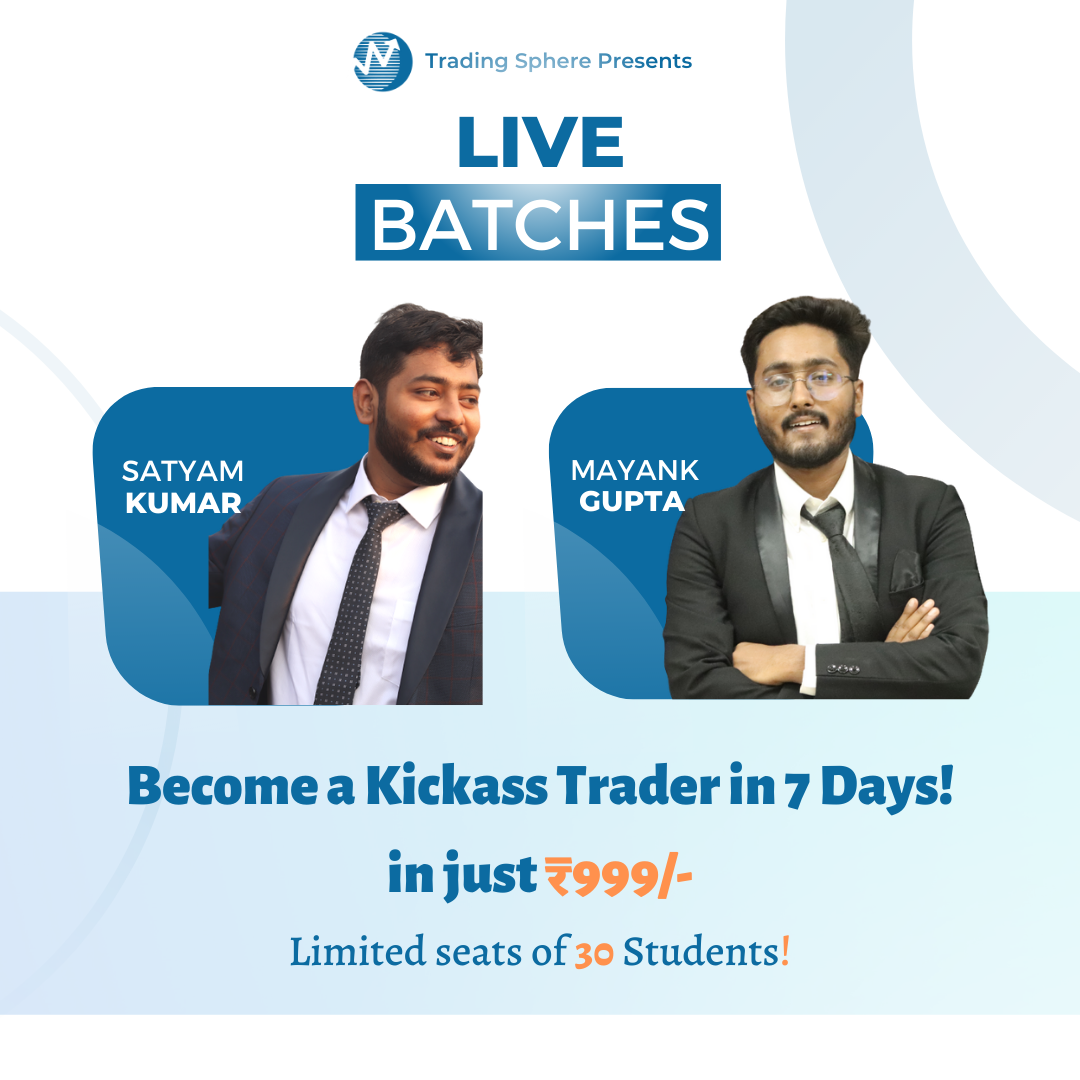 Trading Sphere Presents
LIVE
BATCHES
SATYAM
KUMAR
MAYANK
GUPTA
Become a Kickass Trader in 7 Days!
in just ₹999/-
Limited seats of 30 Students!